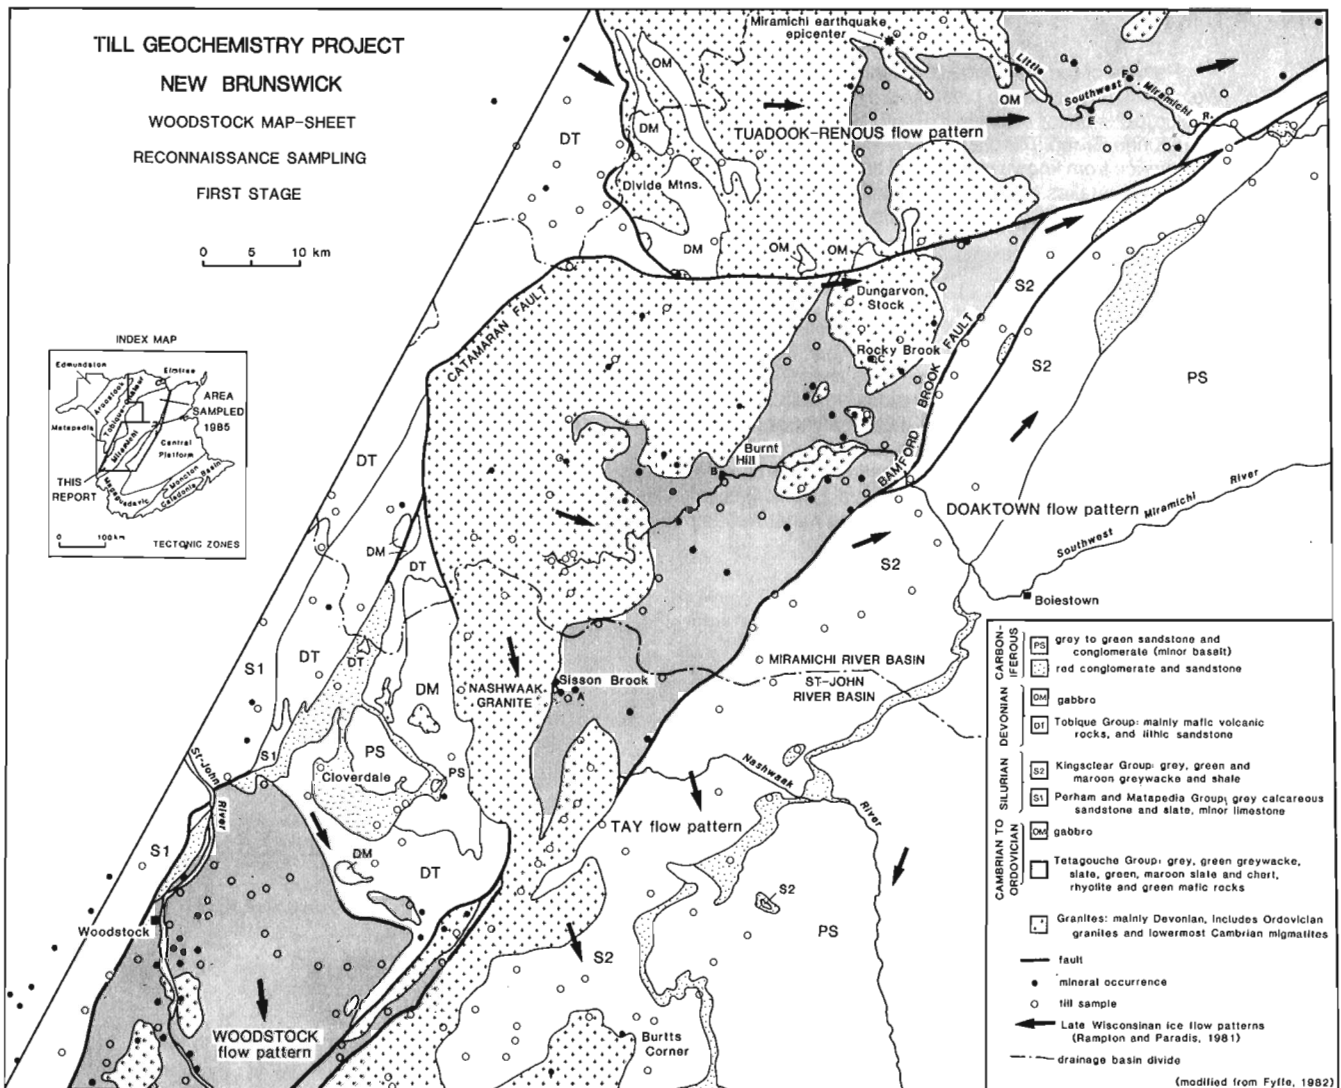 TILL GEOCHEMISTRY PROJECT
NEW BRUNSWICK
WOODSTOCK MAP-SHEET
RECONNAISSANCE SAMPLING
FIRST STAGE
0 5 10 km
INDEX MAP
Edmundston
Elmtree
Aroostook
Tobique-Chaleur
Matapedia
Miramichi
AREA
SAMPLED
1985
Central
Platform
THIS
REPORT
Moncton
Basin
Caledonia
0 100km
TECTONIC ZONES
Miramichi earthquake
epicenter
OM
DM
DT
Divide Mtns.
DM
OM
OM
TUADOOK-RENOUS flow pattern
Little
Southwest
Miramichi
R.
OM
G
F
E
CATAMARAN FAULT
Dungarvon
Stock
Rocky Brook
C
BAMFORD BROOK FAULT
S2
S2
PS
Burnt
Hill
B
DOAKTOWN flow pattern
Southwest Miramichi River
Boiestown
S2
DT
DM
DT
DT
DT
S1
S1
MIRAMICHI RIVER BASIN
ST-JOHN
RIVER BASIN
NASHWAAK
GRANITE
Sisson Brook
A
DM
PS
PS
Cloverdale
St-John
River
Nashwaak
River
TAY flow pattern
S1
DM
DT
Woodstock
WOODSTOCK
flow pattern
S2
S2
PS
Burtts
Corner
CARBON-
IFEROUS
PS grey to green sandstone and
conglomerate (minor basalt)
red conglomerate and sandstone
DEVONIAN
DM gabbro
DT Tobique Group: mainly mafic volcanic
rocks, and lithic sandstone
SILURIAN
S2 Kingsclear Group: grey, green and
maroon greywacke and shale
S1 Perham and Matapedia Group; grey calcareous
sandstone and slate, minor limestone
CAMBRIAN TO
ORDOVICIAN
OM gabbro
Tetagouche Group: grey, green greywacke,
slate, green, maroon slate and chert,
rhyolite and green mafic rocks
Granites: mainly Devonian, includes Ordovician
granites and lowermost Cambrian migmatites
fault
mineral occurrence
till sample
Late Wisconsinan ice flow patterns
(Rampton and Paradis, 1981)
drainage basin divide
(modified from Fyffe, 1982)